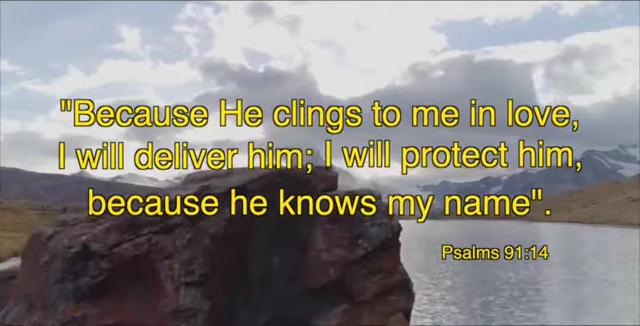 "Because He clings to me in love,
I will deliver him; I will protect him,
because he knows my name".
Psalms 91:14